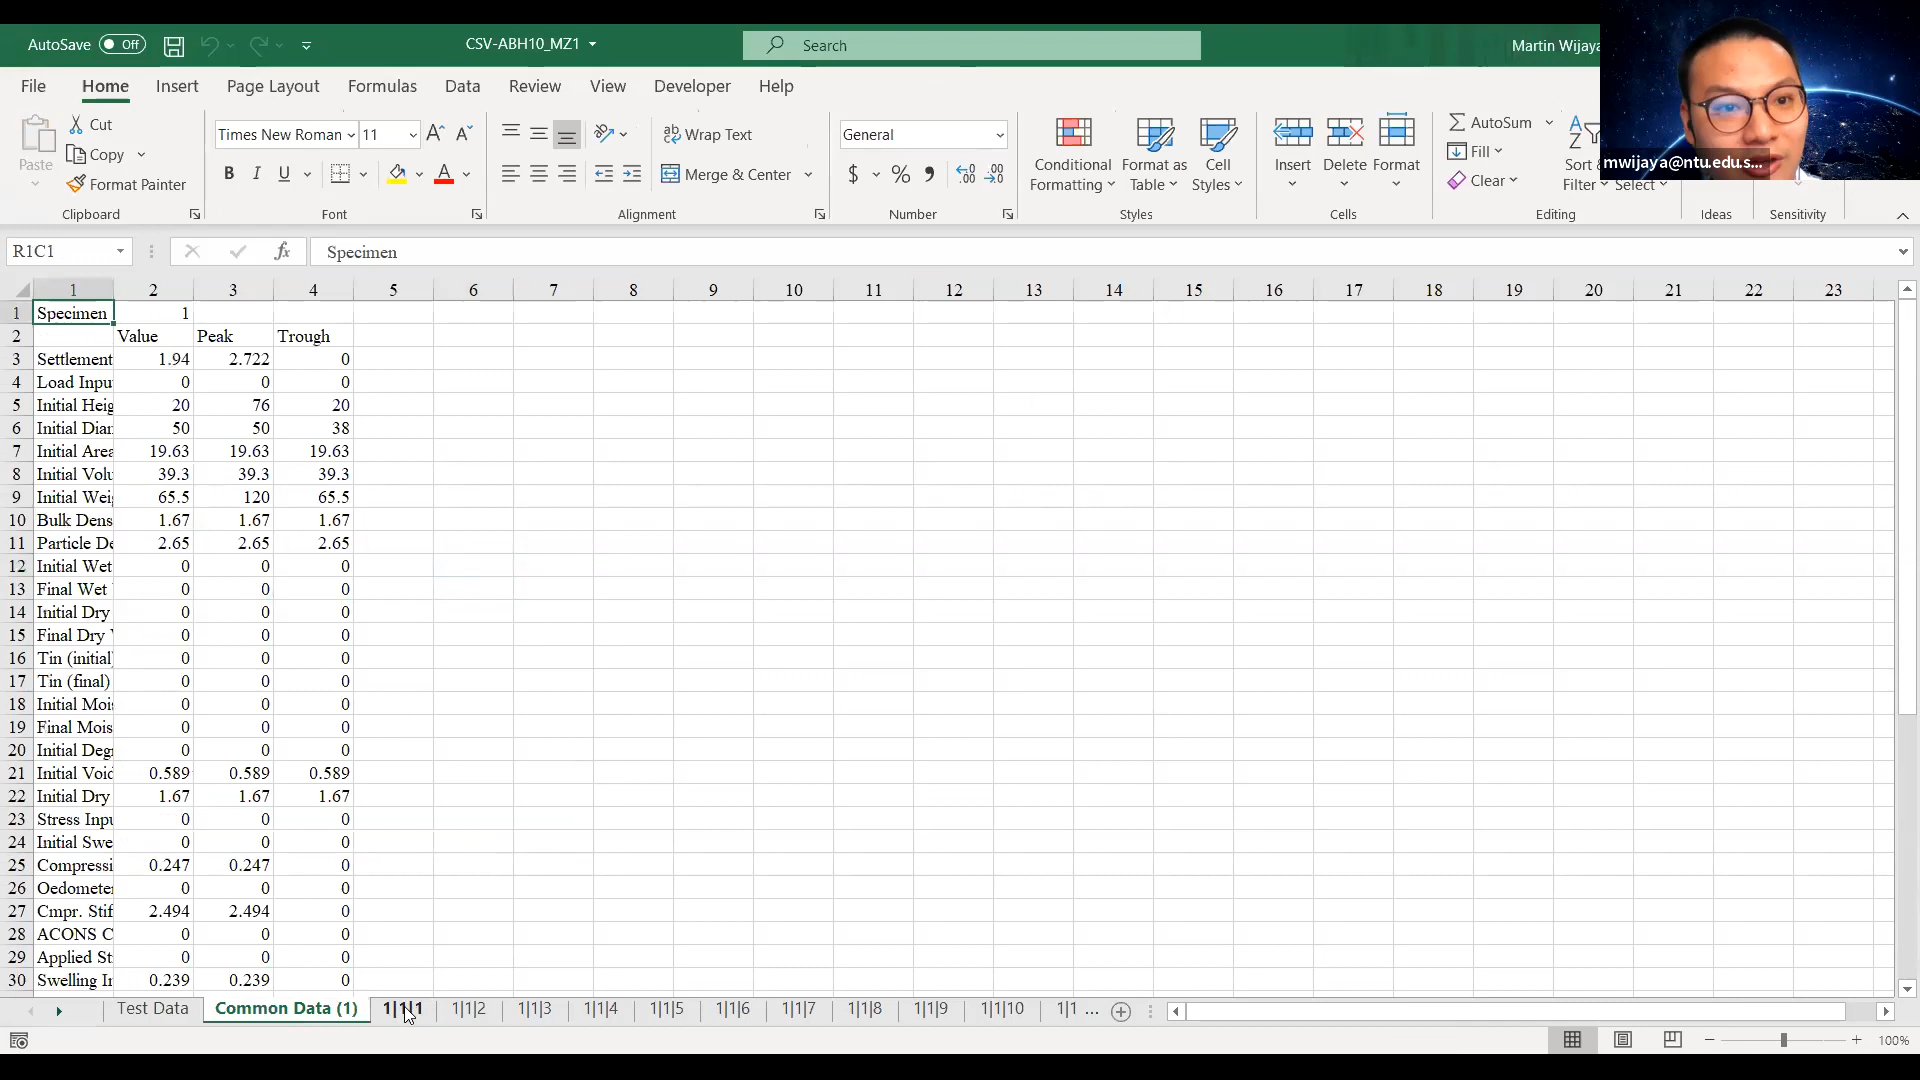 AutoSave Off CSV-ABH10_MZ1 Search Martin Wijaya
File Home Insert Page Layout Formulas Data Review View Developer Help
Paste Cut Copy Format Painter
Times New Roman 11
B I U
Wrap Text
Merge & Center
General
$ % 9
Conditional Formatting Format as Table Cell Styles
Insert Delete Format
AutoSum
Fill
Clear
Sort &
Filter Select
mwijaya@ntu.edu.s...
Clipboard Font Alignment Number Styles Cells Editing Ideas Sensitivity
R1C1 fx Specimen
1 2 3 4 5 6 7 8 9 10 11 12 13 14 15 16 17 18 19 20 21 22 23
1 Specimen 1
2 Value Peak Trough
3 Settlement 1.94 2.722 0
4 Load Inpu 0 0 0
5 Initial Heig 20 76 20
6 Initial Diar 50 50 38
7 Initial Area 19.63 19.63 19.63
8 Initial Volu 39.3 39.3 39.3
9 Initial Weig 65.5 120 65.5
10 Bulk Dens 1.67 1.67 1.67
11 Particle De 2.65 2.65 2.65
12 Initial Wet 0 0 0
13 Final Wet 0 0 0
14 Initial Dry 0 0 0
15 Final Dry 0 0 0
16 Tin (initial) 0 0 0
17 Tin (final) 0 0 0
18 Initial Moi 0 0 0
19 Final Mois 0 0 0
20 Initial Degr 0 0 0
21 Initial Void 0.589 0.589 0.589
22 Initial Dry 1.67 1.67 1.67
23 Stress Inpu 0 0 0
24 Initial Swe 0 0 0
25 Compressi 0.247 0.247 0
26 Oedometer 0 0 0
27 Cmpr. Stif 2.494 2.494 0
28 ACONS C 0 0 0
29 Applied St 0 0 0
30 Swelling In 0.239 0.239 0
Test Data Common Data (1) 1|1|1 1|1|2 1|1|3 1|1|4 1|1|5 1|1|6 1|1|7 1|1|8 1|1|9 1|1|10 1|1 ...
100%